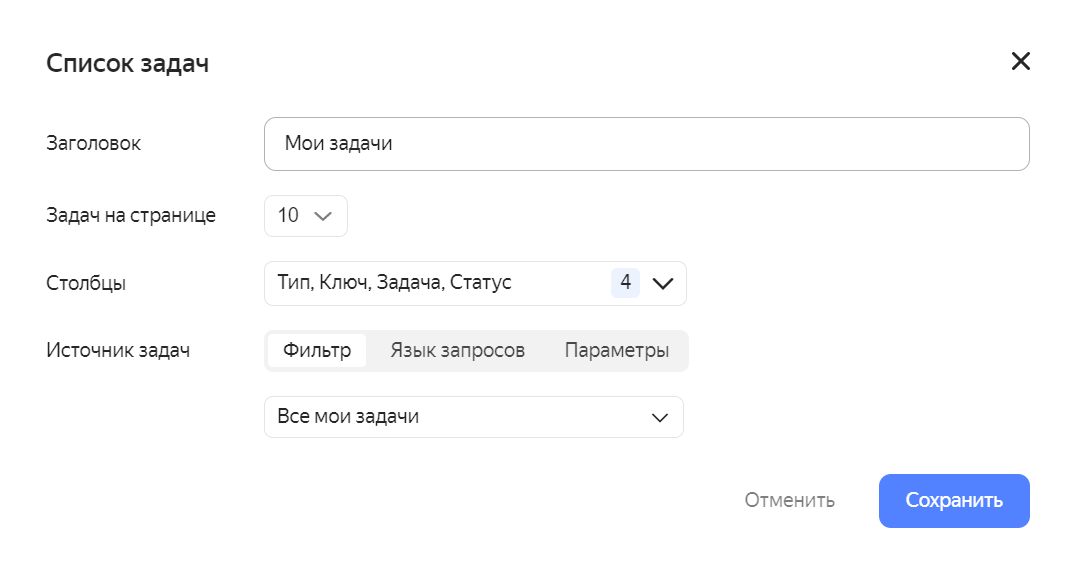 Список задач
Заголовок Мои задачи
Задач на странице 10
Столбцы Тип, Ключ, Задача, Статус 4
Источник задач Фильтр Язык запросов Параметры
Все мои задачи
Отменить Сохранить